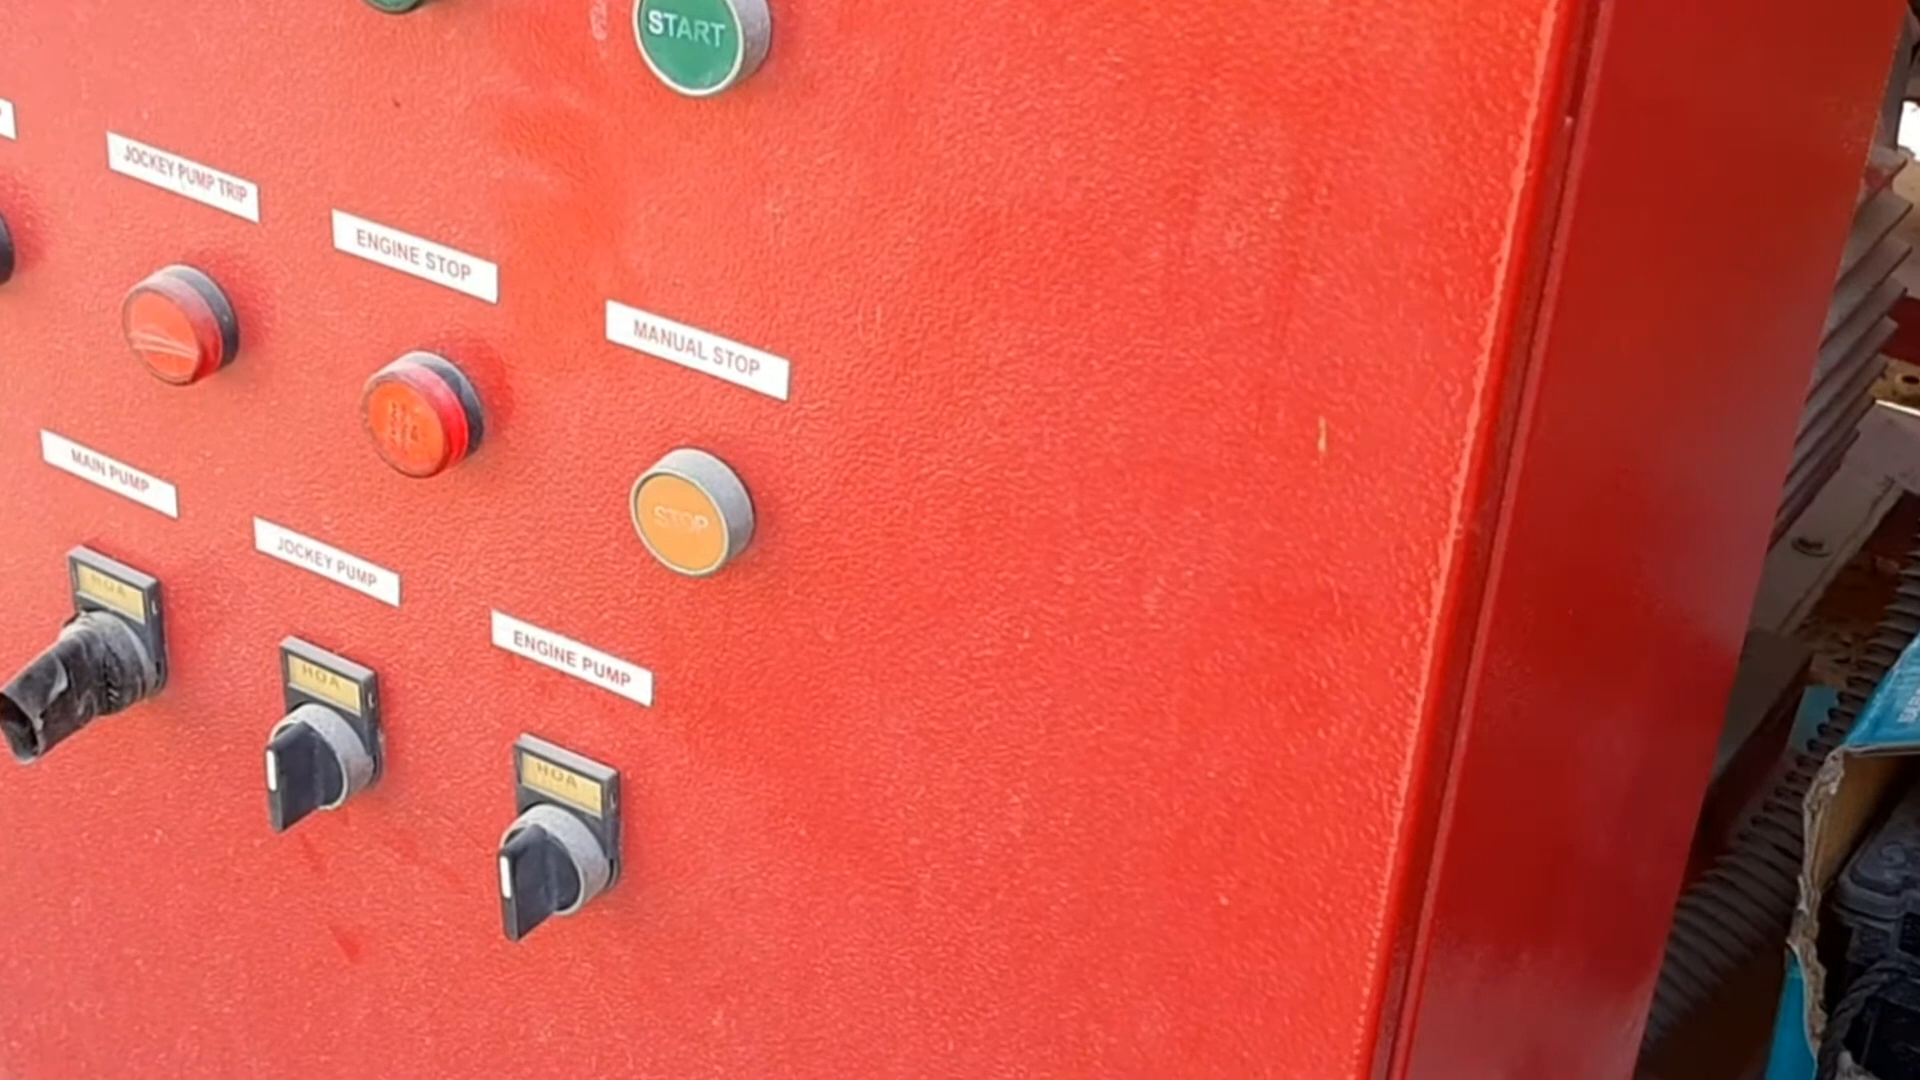 START
JOCKEY PUMP TRIP
ENGINE STOP
MANUAL STOP
STOP
MAIN PUMP
JOCKEY PUMP
ENGINE PUMP
HOA
HOA
HOA